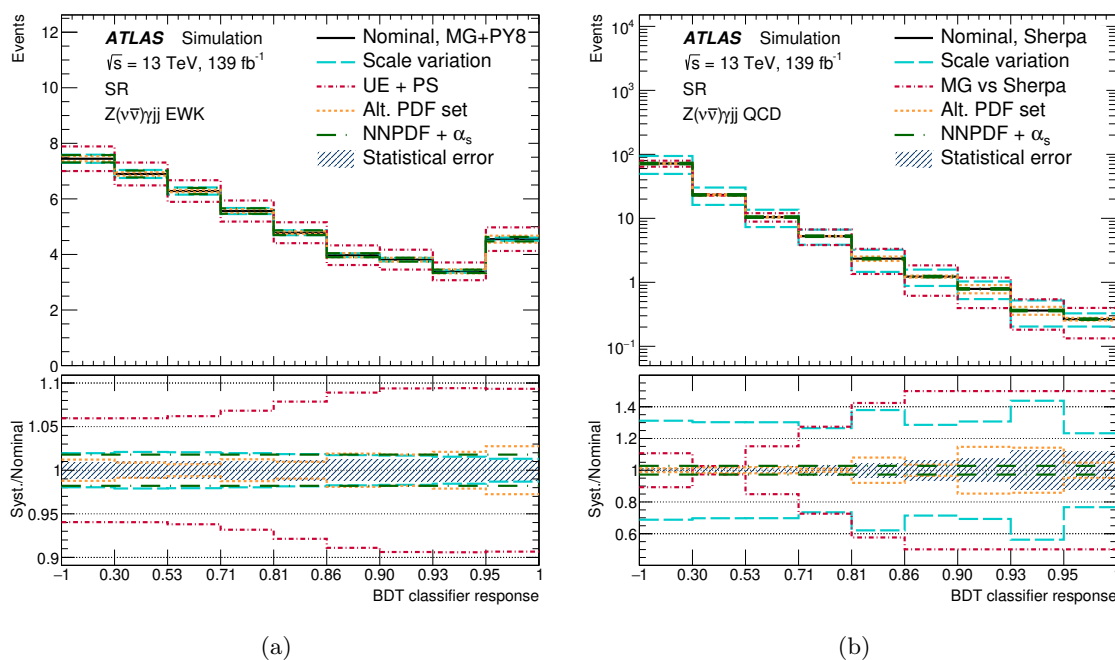 Events
12
10
8
6
4
2
0
ATLAS Simulation
√s = 13 TeV, 139 fb⁻¹
SR
Z(νν̅)γjj EWK
Nominal, MG+PY8
Scale variation
UE + PS
Alt. PDF set
NNPDF + αₛ
Statistical error
Syst./Nominal
1.1
1.05
1
0.95
0.9
−1 0.30 0.53 0.71 0.81 0.86 0.90 0.93 0.95 1
BDT classifier response
(a)
Events
10⁴
10³
10²
10
1
10⁻¹
ATLAS Simulation
√s = 13 TeV, 139 fb⁻¹
SR
Z(νν̅)γjj QCD
Nominal, Sherpa
Scale variation
MG vs Sherpa
Alt. PDF set
NNPDF + αₛ
Statistical error
Syst./Nominal
1.4
1.2
1.0
0.8
0.6
−1 0.30 0.53 0.71 0.81 0.86 0.90 0.93 0.95 1
BDT classifier response
(b)